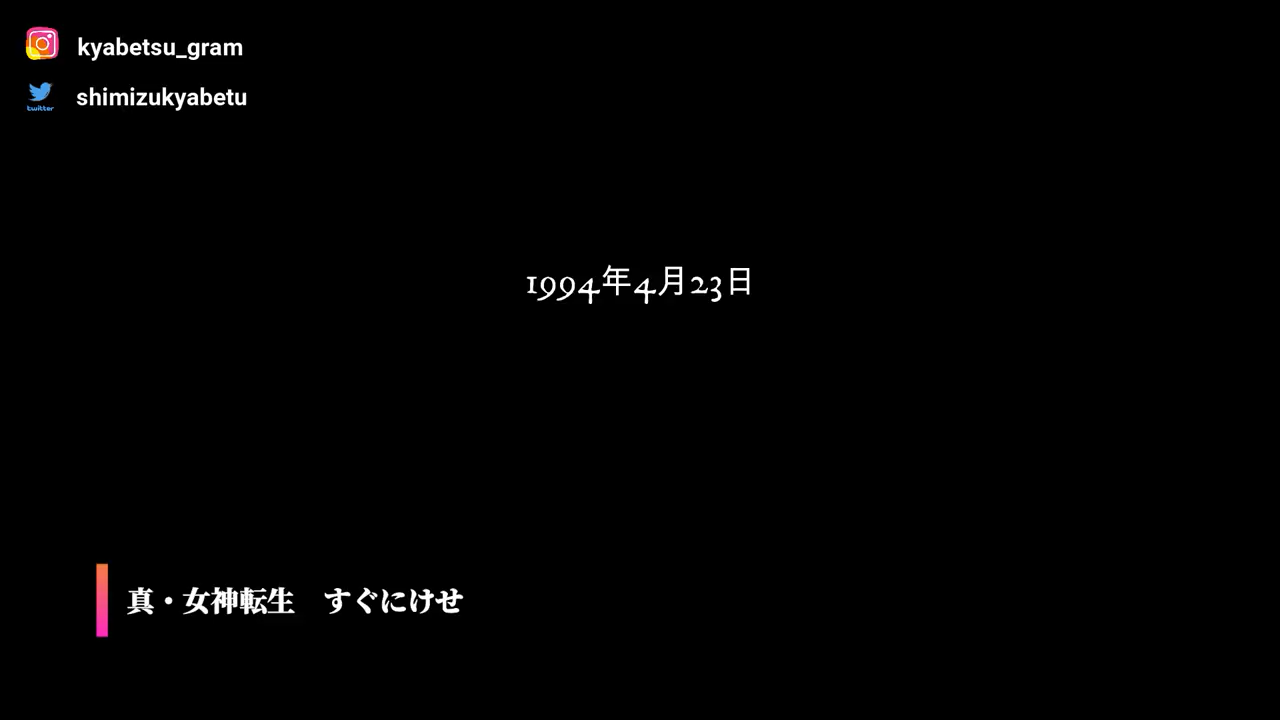 kyabetsu_gram
twitter
shimizukyabetu
1994年4月23日
真・女神転生　すぐにけせ